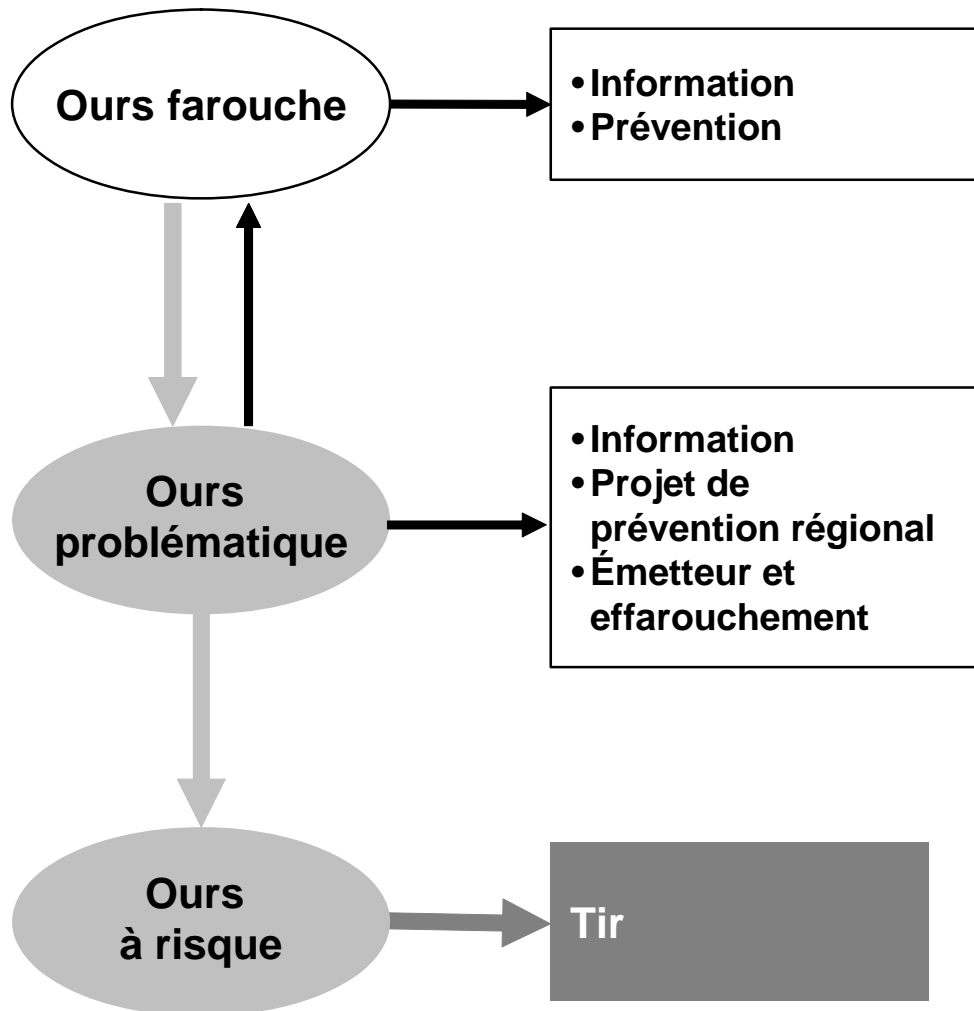 Ours farouche
• Information
• Prévention
Ours
problématique
• Information
• Projet de
prévention régional
• Émetteur et
effarouchement
Ours
à risque
Tir